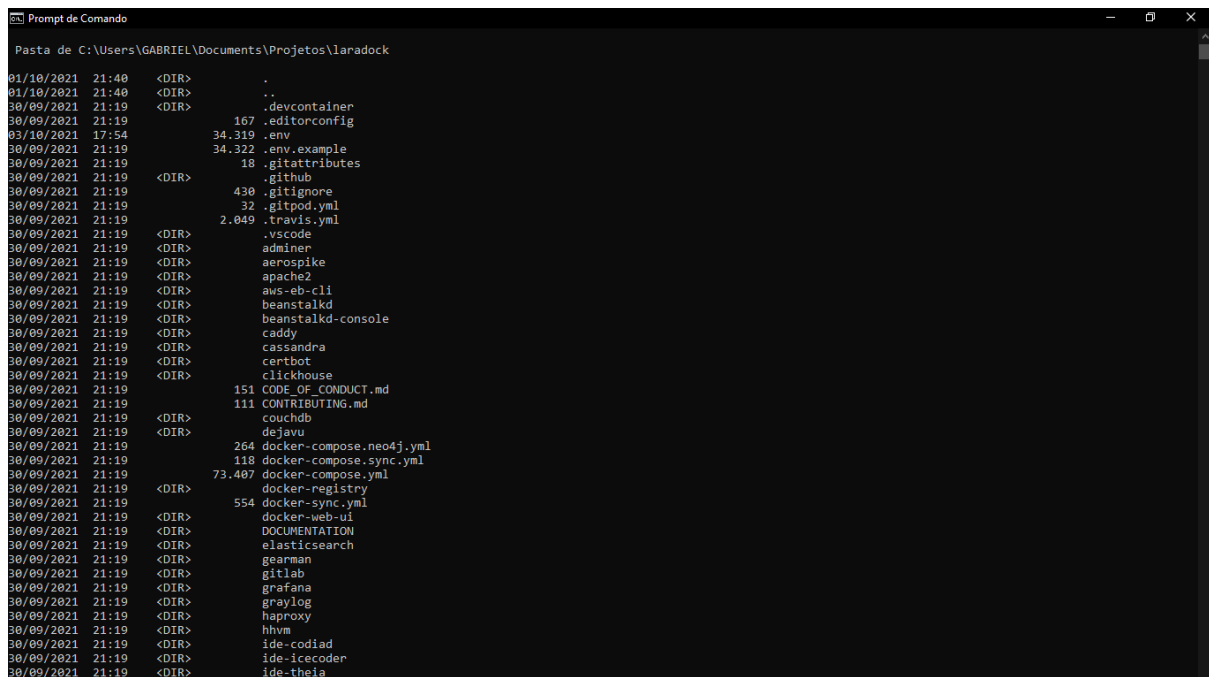 Prompt de Comando
Pasta de C:\Users\GABRIEL\Documents\Projetos\laradock
01/10/2021  21:40    <DIR>          .
01/10/2021  21:40    <DIR>          ..
30/09/2021  21:19    <DIR>          .devcontainer
30/09/2021  21:19               167 .editorconfig
03/10/2021  17:54            34.319 .env
30/09/2021  21:19            34.322 .env.example
30/09/2021  21:19                18 .gitattributes
30/09/2021  21:19    <DIR>          .github
30/09/2021  21:19               430 .gitignore
30/09/2021  21:19                32 .gitpod.yml
30/09/2021  21:19             2.049 .travis.yml
30/09/2021  21:19    <DIR>          .vscode
30/09/2021  21:19    <DIR>          adminer
30/09/2021  21:19    <DIR>          aerospike
30/09/2021  21:19    <DIR>          apache2
30/09/2021  21:19    <DIR>          aws-eb-cli
30/09/2021  21:19    <DIR>          beanstalkd
30/09/2021  21:19    <DIR>          beanstalkd-console
30/09/2021  21:19    <DIR>          caddy
30/09/2021  21:19    <DIR>          cassandra
30/09/2021  21:19    <DIR>          certbot
30/09/2021  21:19    <DIR>          clickhouse
30/09/2021  21:19               151 CODE_OF_CONDUCT.md
30/09/2021  21:19               111 CONTRIBUTING.md
30/09/2021  21:19    <DIR>          couchdb
30/09/2021  21:19    <DIR>          dejavu
30/09/2021  21:19               264 docker-compose.neo4j.yml
30/09/2021  21:19               118 docker-compose.sync.yml
30/09/2021  21:19            73.407 docker-compose.yml
30/09/2021  21:19    <DIR>          docker-registry
30/09/2021  21:19               554 docker-sync.yml
30/09/2021  21:19    <DIR>          docker-web-ui
30/09/2021  21:19    <DIR>          DOCUMENTATION
30/09/2021  21:19    <DIR>          elasticsearch
30/09/2021  21:19    <DIR>          gearman
30/09/2021  21:19    <DIR>          gitlab
30/09/2021  21:19    <DIR>          grafana
30/09/2021  21:19    <DIR>          graylog
30/09/2021  21:19    <DIR>          haproxy
30/09/2021  21:19    <DIR>          hhvm
30/09/2021  21:19    <DIR>          ide-codiad
30/09/2021  21:19    <DIR>          ide-icecoder
30/09/2021  21:19    <DIR>          ide-theia